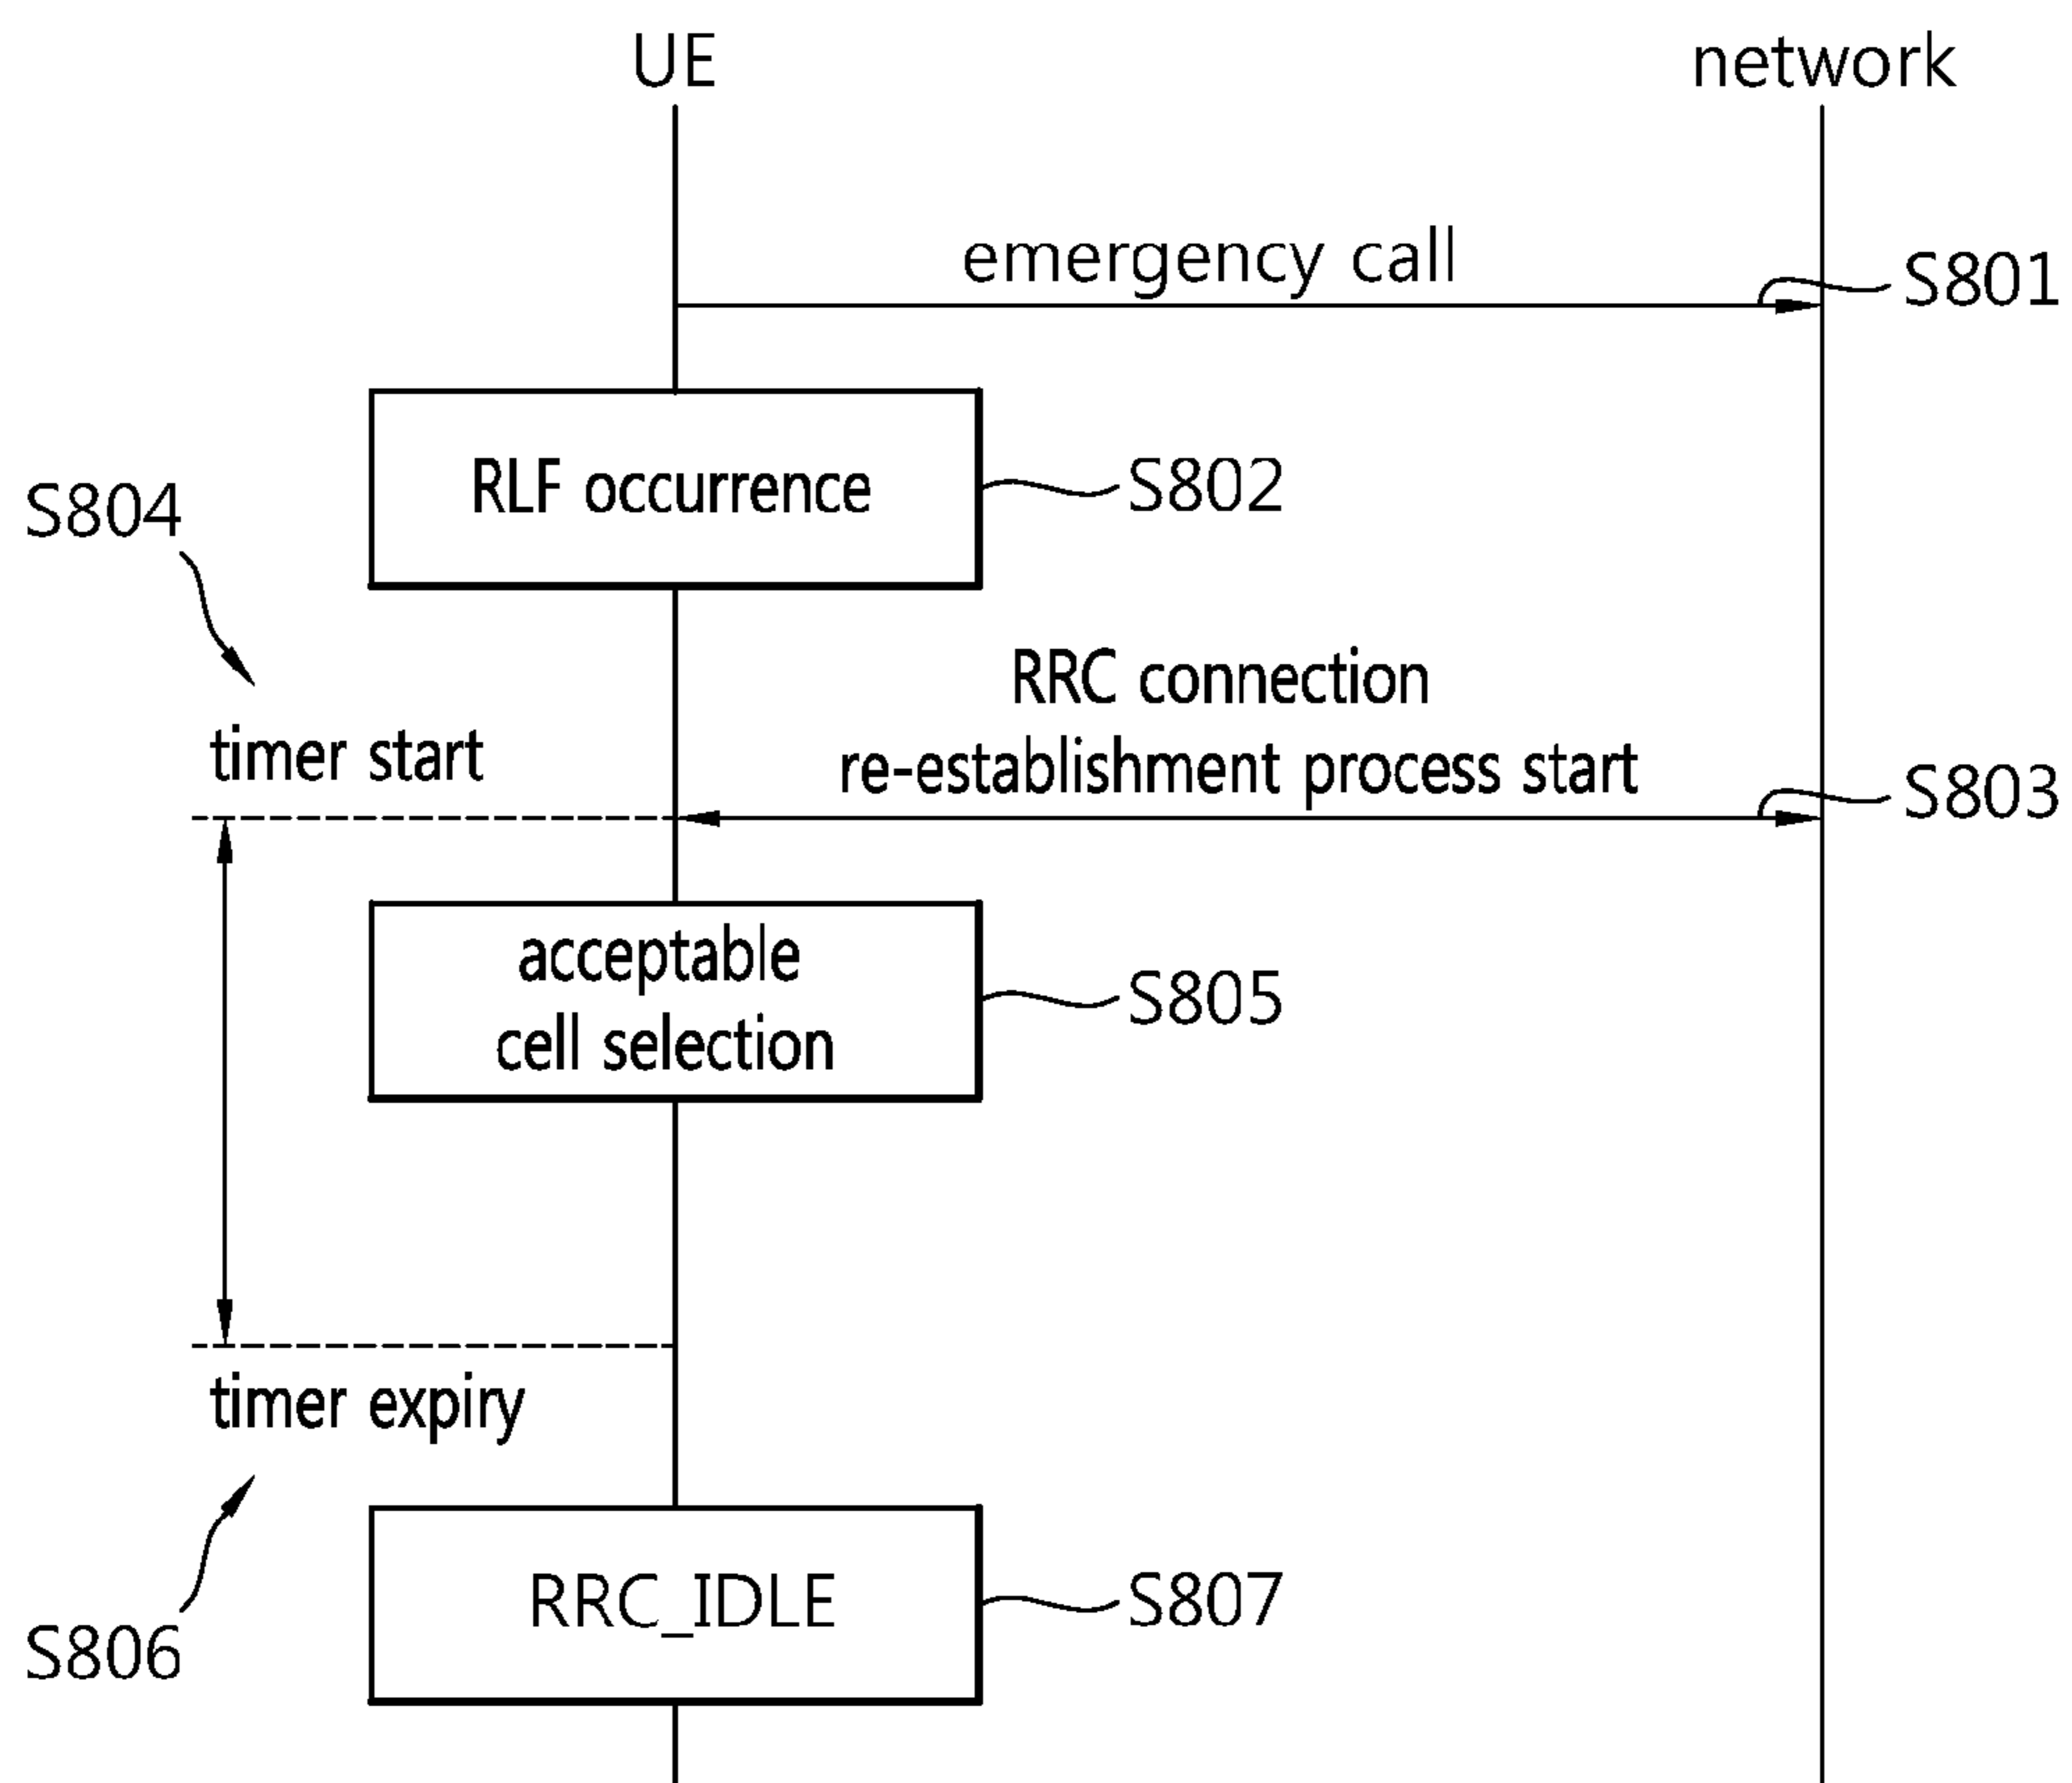 UE
network
emergency call
S801
RLF occurrence
S802
S804
RRC connection
re-establishment process start
timer start
S803
acceptable
cell selection
S805
timer expiry
RRC_IDLE
S807
S806